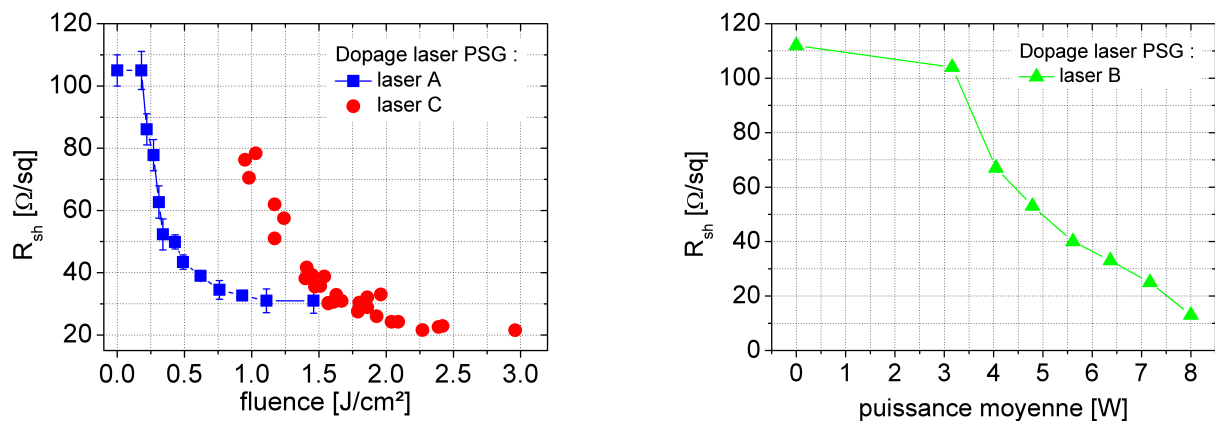 120
100
80
60
40
20
R_sh [Ω/sq]
Dopage laser PSG :
laser A
laser C
0.0 0.5 1.0 1.5 2.0 2.5 3.0
fluence [J/cm²]
120
100
80
60
40
20
0
R_sh [Ω/sq]
Dopage laser PSG :
laser B
0 1 2 3 4 5 6 7 8
puissance moyenne [W]